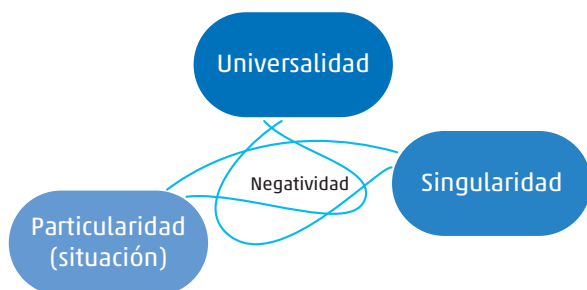 Universalidad
Negatividad
Singularidad
Particularidad
(situación)